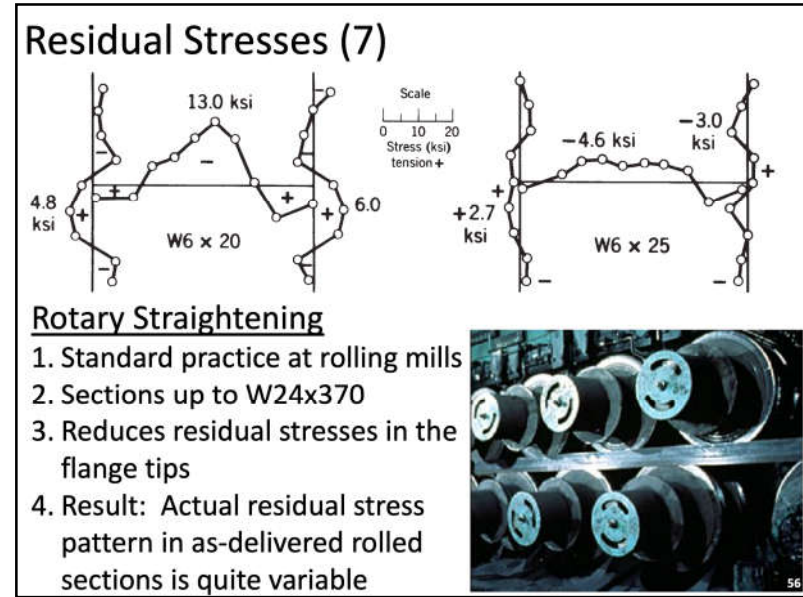 Residual Stresses (7)
13.0 ksi
–
–
–
+
4.8
ksi
+
+
+
6.0
W6 × 20
–
–
Scale
0 10 20
Stress (ksi)
tension +
–4.6 ksi
–3.0
ksi
+
+
+2.7
ksi
W6 × 25
–
–
Rotary Straightening
1. Standard practice at rolling mills
2. Sections up to W24x370
3. Reduces residual stresses in the
flange tips
4. Result: Actual residual stress
pattern in as-delivered rolled
sections is quite variable
56